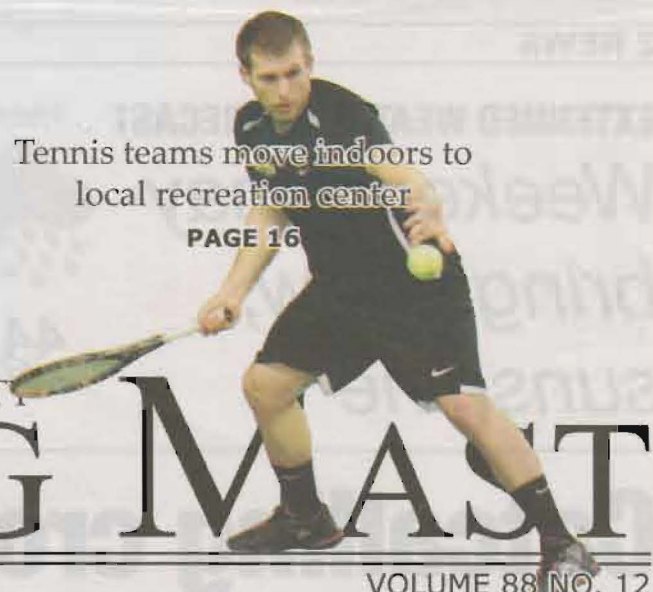 Tennis teams move indoors to
local recreation center
PAGE 16
G MAST
VOLUME 88 NO. 12